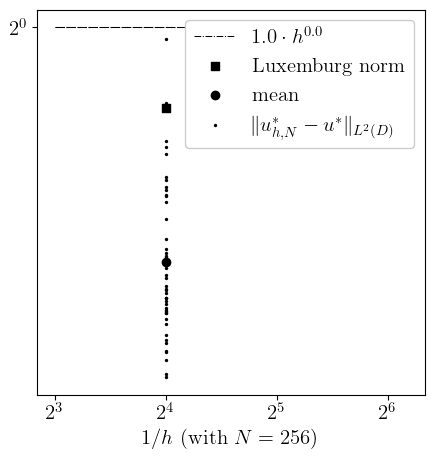 2^0
1.0 · h^{0.0}
Luxemburg norm
mean
‖u^*_{h,N} − u^*‖_{L^2(D)}
2^3 2^4 2^5 2^6
1/h (with N = 256)